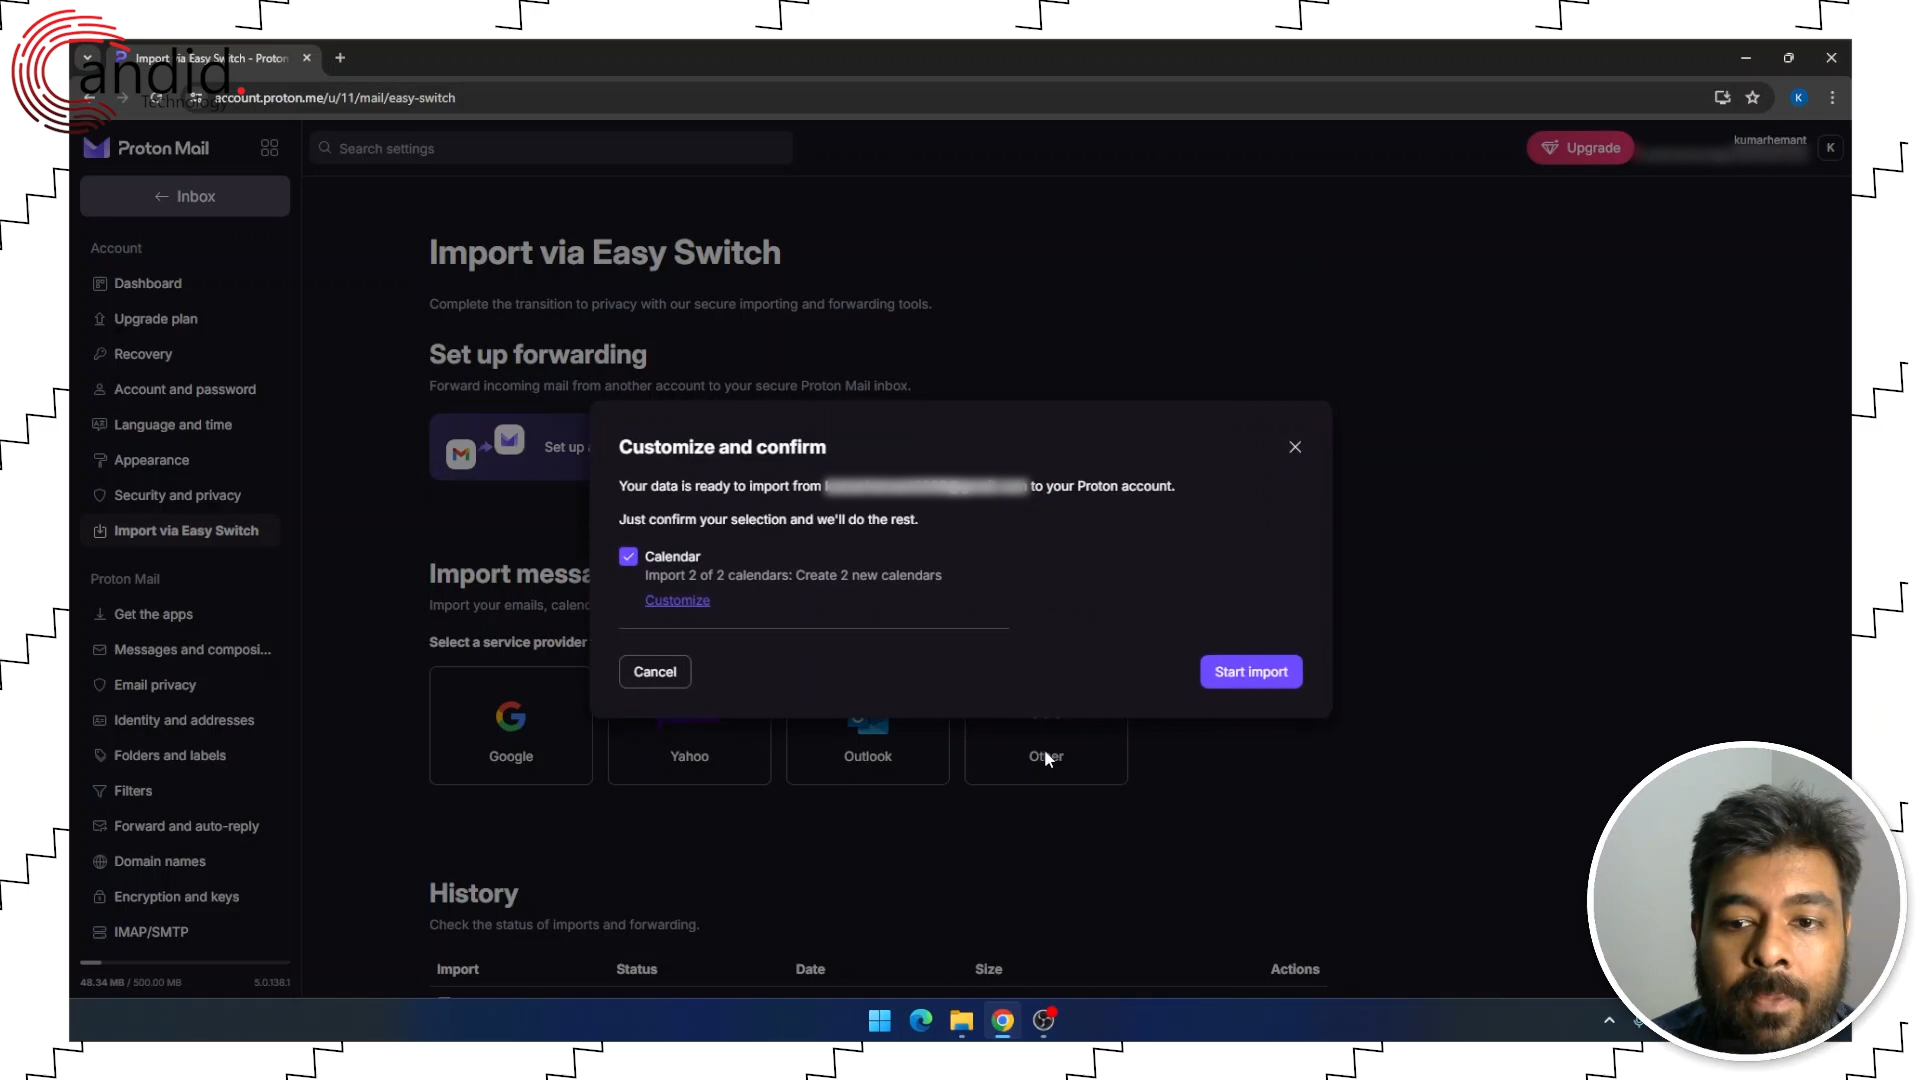 Import via Easy Switch - Proton
andid
Technology
account.proton.me/u/11/mail/easy-switch
K
Proton Mail
Search settings
Upgrade
kumarhemant
K
Inbox
Account
Dashboard
Upgrade plan
Recovery
Account and password
Language and time
Appearance
Security and privacy
Import via Easy Switch
Proton Mail
Get the apps
Messages and composi...
Email privacy
Identity and addresses
Folders and labels
Filters
Forward and auto-reply
Domain names
Encryption and keys
IMAP/SMTP
48.34 MB / 500.00 MB
5.0.138.1
Import via Easy Switch
Complete the transition to privacy with our secure importing and forwarding tools.
Set up forwarding
Forward incoming mail from another account to your secure Proton Mail inbox.
Set up
Customize and confirm
Your data is ready to import from to your Proton account.
Just confirm your selection and we'll do the rest.
Calendar
Import 2 of 2 calendars: Create 2 new calendars
Customize
Cancel
Start import
Import messa
Import your emails, calen
Select a service provider
Google
Yahoo
Outlook
Other
History
Check the status of imports and forwarding.
Import
Status
Date
Size
Actions